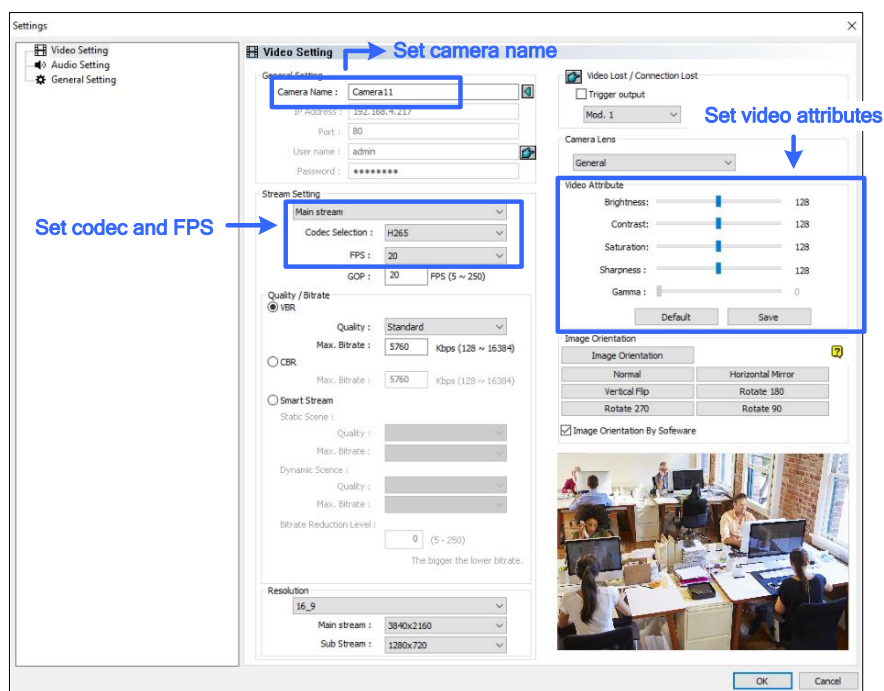 Settings
Video Setting
Audio Setting
General Setting
Video Setting
Set camera name
General Setting
Camera Name : Camera11
IP Address : 192.168.4.217
Port : 80
User name : admin
Password : ••••••••
Set codec and FPS
Stream Setting
Main stream
Codec Selection : H265
FPS : 20
GOP : 20 FPS (5 ~ 250)
Quality / Bitrate
VBR
Quality : Standard
Max. Bitrate : 5760 Kbps (128 ~ 16384)
CBR
Max. Bitrate : 5760 Kbps (128 ~ 16384)
Smart Stream
Static Scene :
Quality :
Max. Bitrate :
Dynamic Scence :
Quality :
Max. Bitrate :
Bitrate Reduction Level :
0 (5 - 250)
The bigger the lower bitrate.
Resolution
16_9
Main stream : 3840x2160
Sub Stream : 1280x720
Video Lost / Connection Lost
Trigger output
Mod. 1
Set video attributes
Camera Lens
General
Video Attribute
Brightness: 128
Contrast: 128
Saturation: 128
Sharpness : 128
Gamma : 0
Default Save
Image Orientation
Image Orientation
Normal Horizontal Mirror
Vertical Flip Rotate 180
Rotate 270 Rotate 90
Image Orientation By Sofeware
OK Cancel